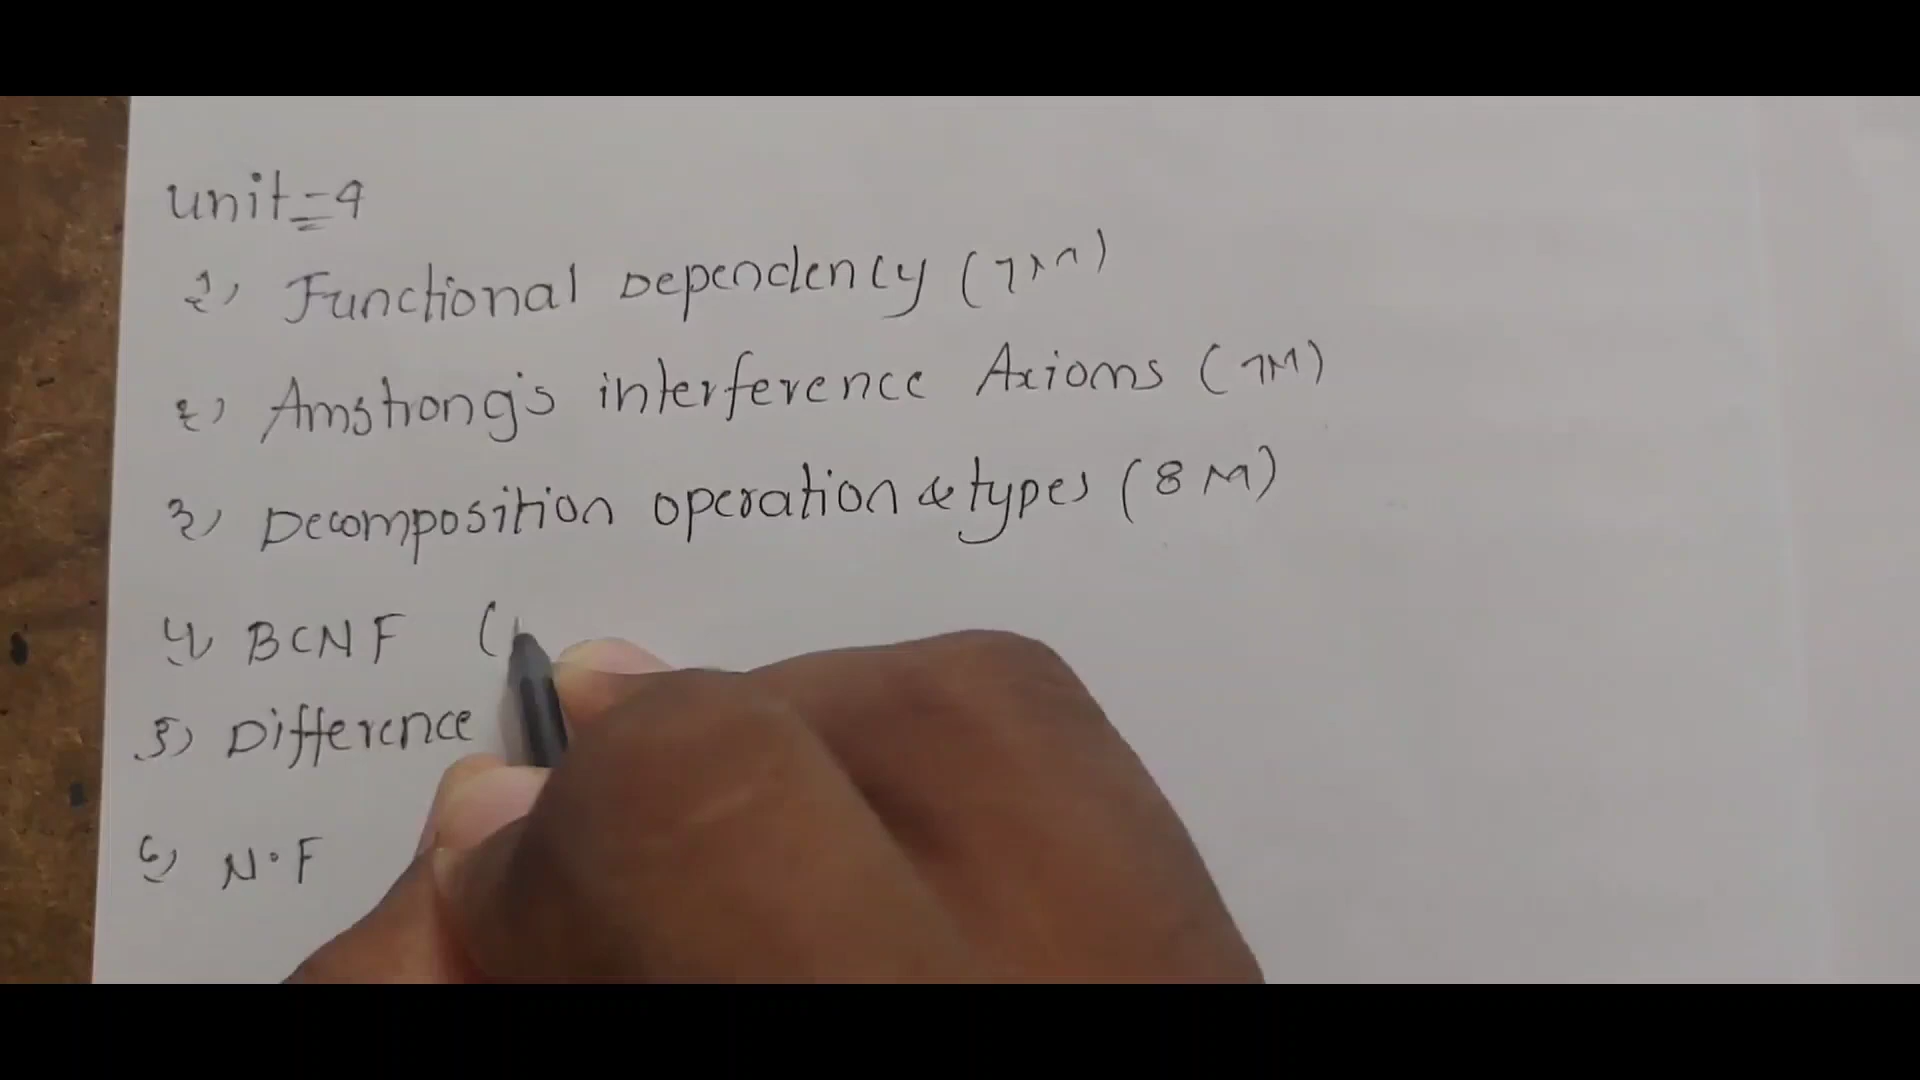 unit=4
1) Functional Dependency (7M)
2) Amstrong's interference Axioms (7M)
3) Decomposition operation & types (8M)
4) BCNF (
5) Difference
6) N.F